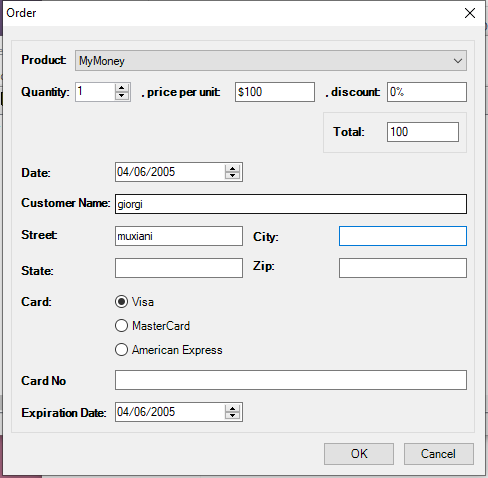 Order
Product: MyMoney
Quantity: 1 , price per unit: $100 , discount: 0%
Total: 100
Date: 04/06/2005
Customer Name: giorgi
Street: muxiani City:
State: Zip:
Card: Visa
MasterCard
American Express
Card No
Expiration Date: 04/06/2005
OK Cancel